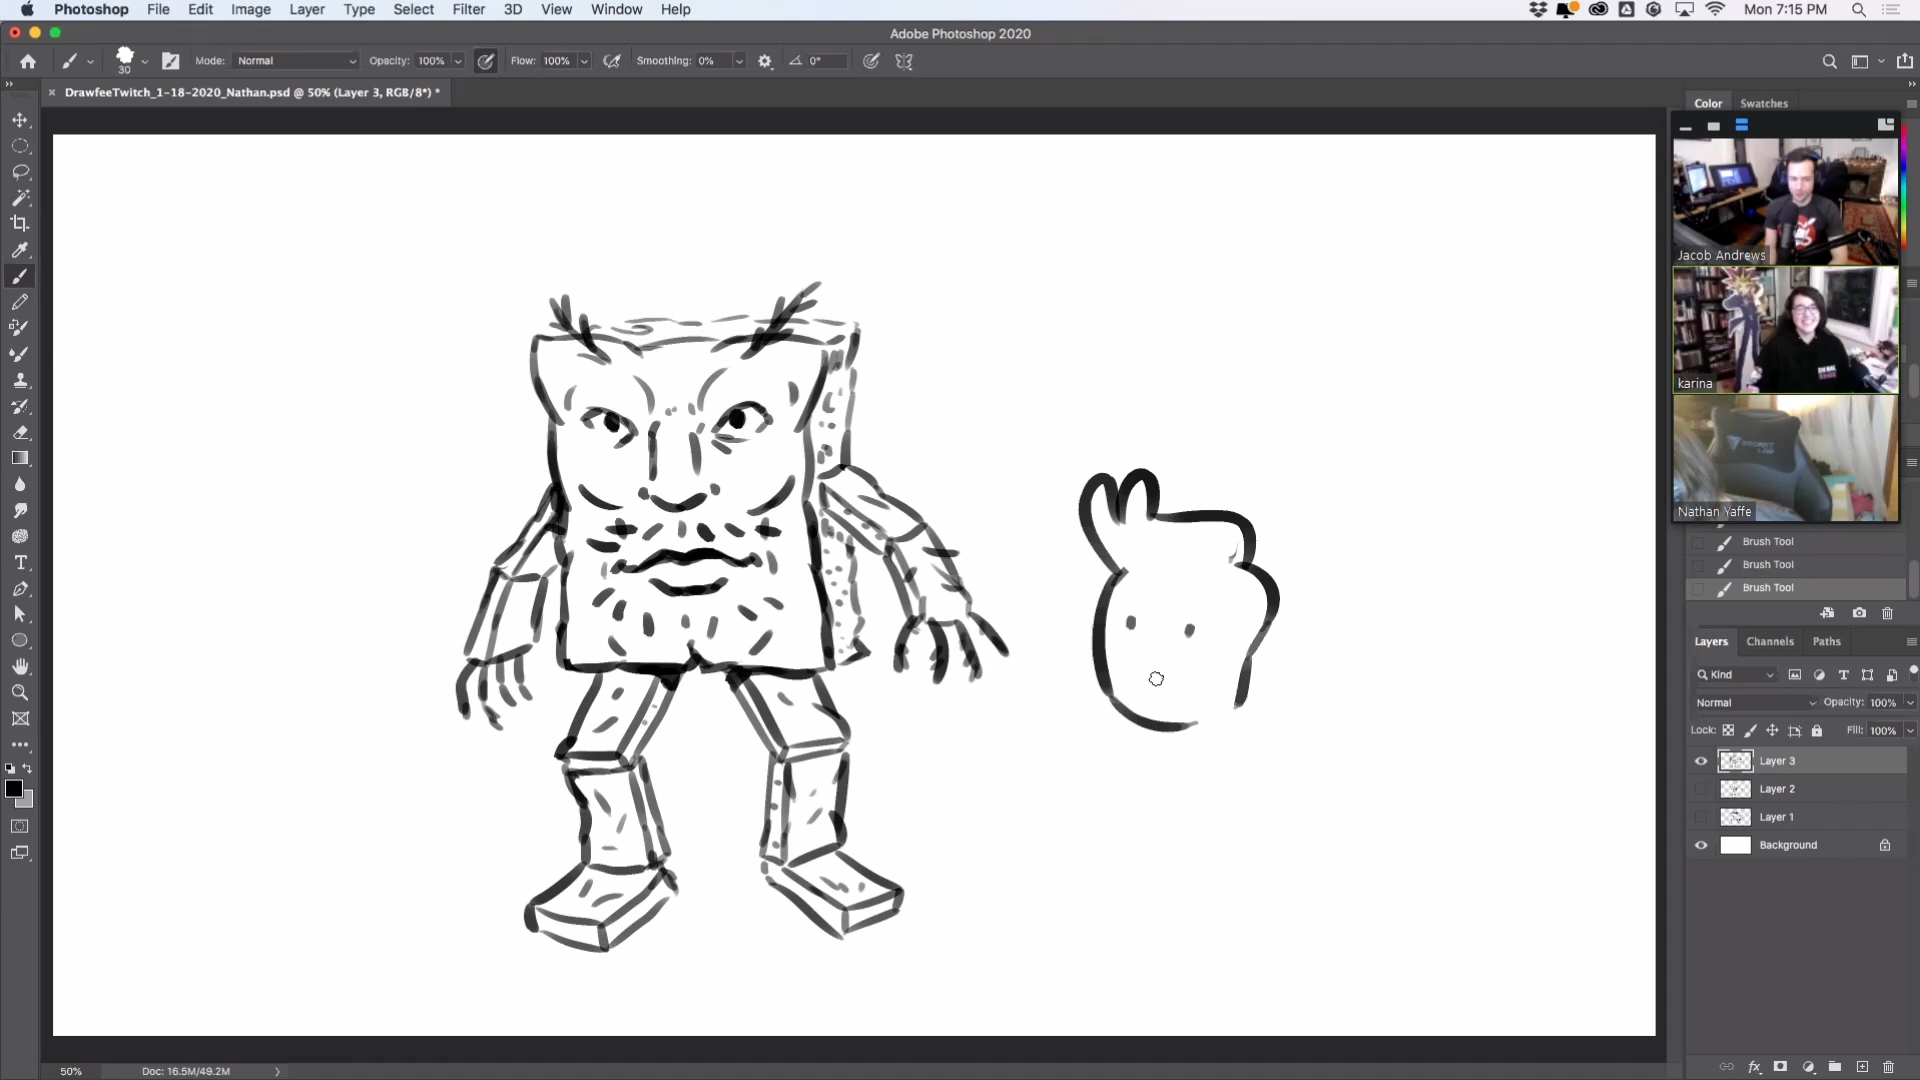 Photoshop File Edit Image Layer Type Select Filter 3D View Window Help Mon 7:15 PM
Adobe Photoshop 2020
30 Mode: Normal Opacity: 100% Flow: 100% Smoothing: 0% 0°
DrawfeeTwitch_1-18-2020_Nathan.psd @ 50% (Layer 3, RGB/8*) *
Color Swatches
Jacob Andrews
karina
Nathan Yaffe
Brush Tool
Brush Tool
Brush Tool
Layers Channels Paths
Kind
Normal Opacity: 100%
Lock: Fill: 100%
Layer 3
Layer 2
Layer 1
Background
50% Doc: 16.5M/49.2M